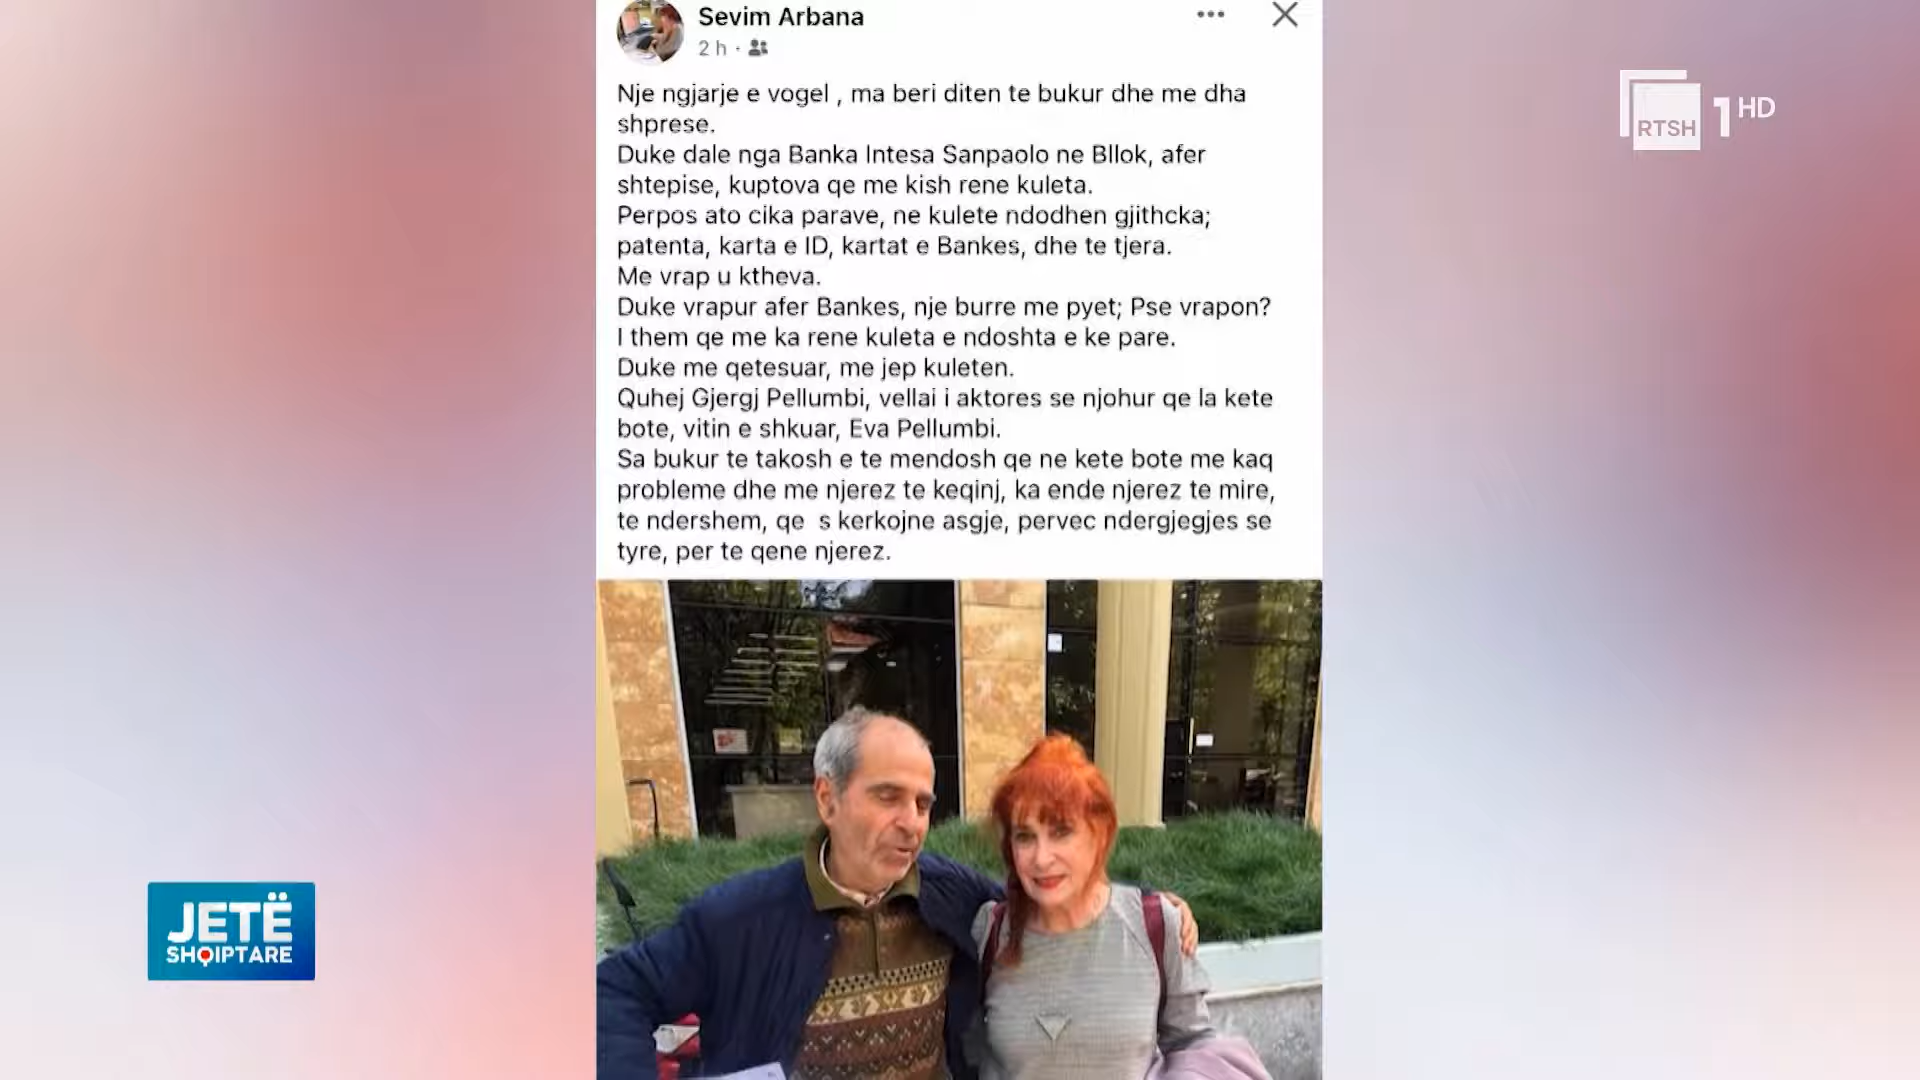 Sevim Arbana
2 h
Nje ngjarje e vogel , ma beri diten te bukur dhe me dha
shprese.
Duke dale nga Banka Intesa Sanpaolo ne Bllok, afer
shtepise, kuptova qe me kish rene kuleta.
Perpos ato cika parave, ne kulete ndodhen gjithcka;
patenta, karta e ID, kartat e Bankes, dhe te tjera.
Me vrap u ktheva.
Duke vrapur afer Bankes, nje burre me pyet; Pse vrapon?
I them qe me ka rene kuleta e ndoshta e ke pare.
Duke me qetesuar, me jep kuleten.
Quhej Gjergj Pellumbi, vellai i aktores se njohur qe la kete
bote, vitin e shkuar, Eva Pellumbi.
Sa bukur te takosh e te mendosh qe ne kete bote me kaq
probleme dhe me njerez te keqinj, ka ende njerez te mire,
te ndershem, qe  s kerkojne asgje, pervec ndergjegjes se
tyre, per te qene njerez.
RTSH 1 HD
JETË
SHQIPTARE